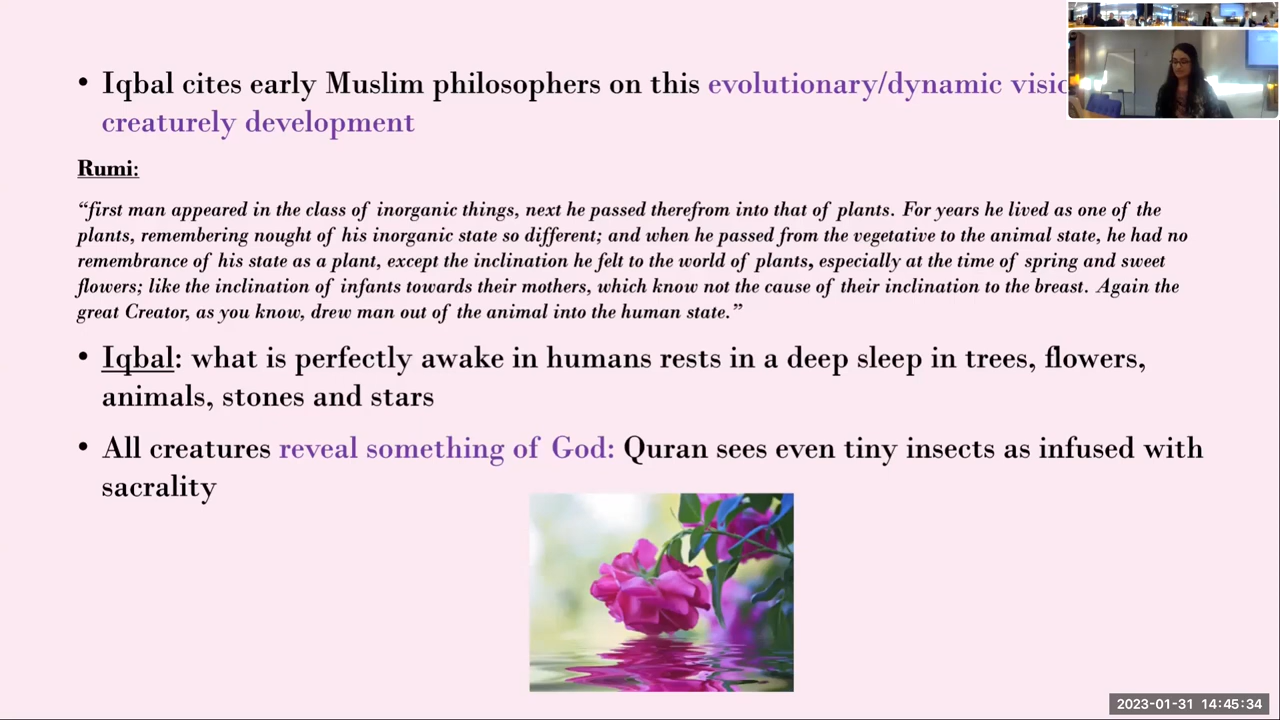 • Iqbal cites early Muslim philosophers on this evolutionary/dynamic
creaturely development
Rumi:
“first man appeared in the class of inorganic things, next he passed therefrom into that of plants. For years he lived as one of the
plants, remembering nought of his inorganic state so different; and when he passed from the vegetative to the animal state, he had no
remembrance of his state as a plant, except the inclination he felt to the world of plants, especially at the time of spring and sweet
flowers; like the inclination of infants towards their mothers, which know not the cause of their inclination to the breast. Again the
great Creator, as you know, drew man out of the animal into the human state.”
• Iqbal: what is perfectly awake in humans rests in a deep sleep in trees, flowers,
animals, stones and stars
• All creatures reveal something of God: Quran sees even tiny insects as infused with
sacrality
2023-01-31 14:45:34